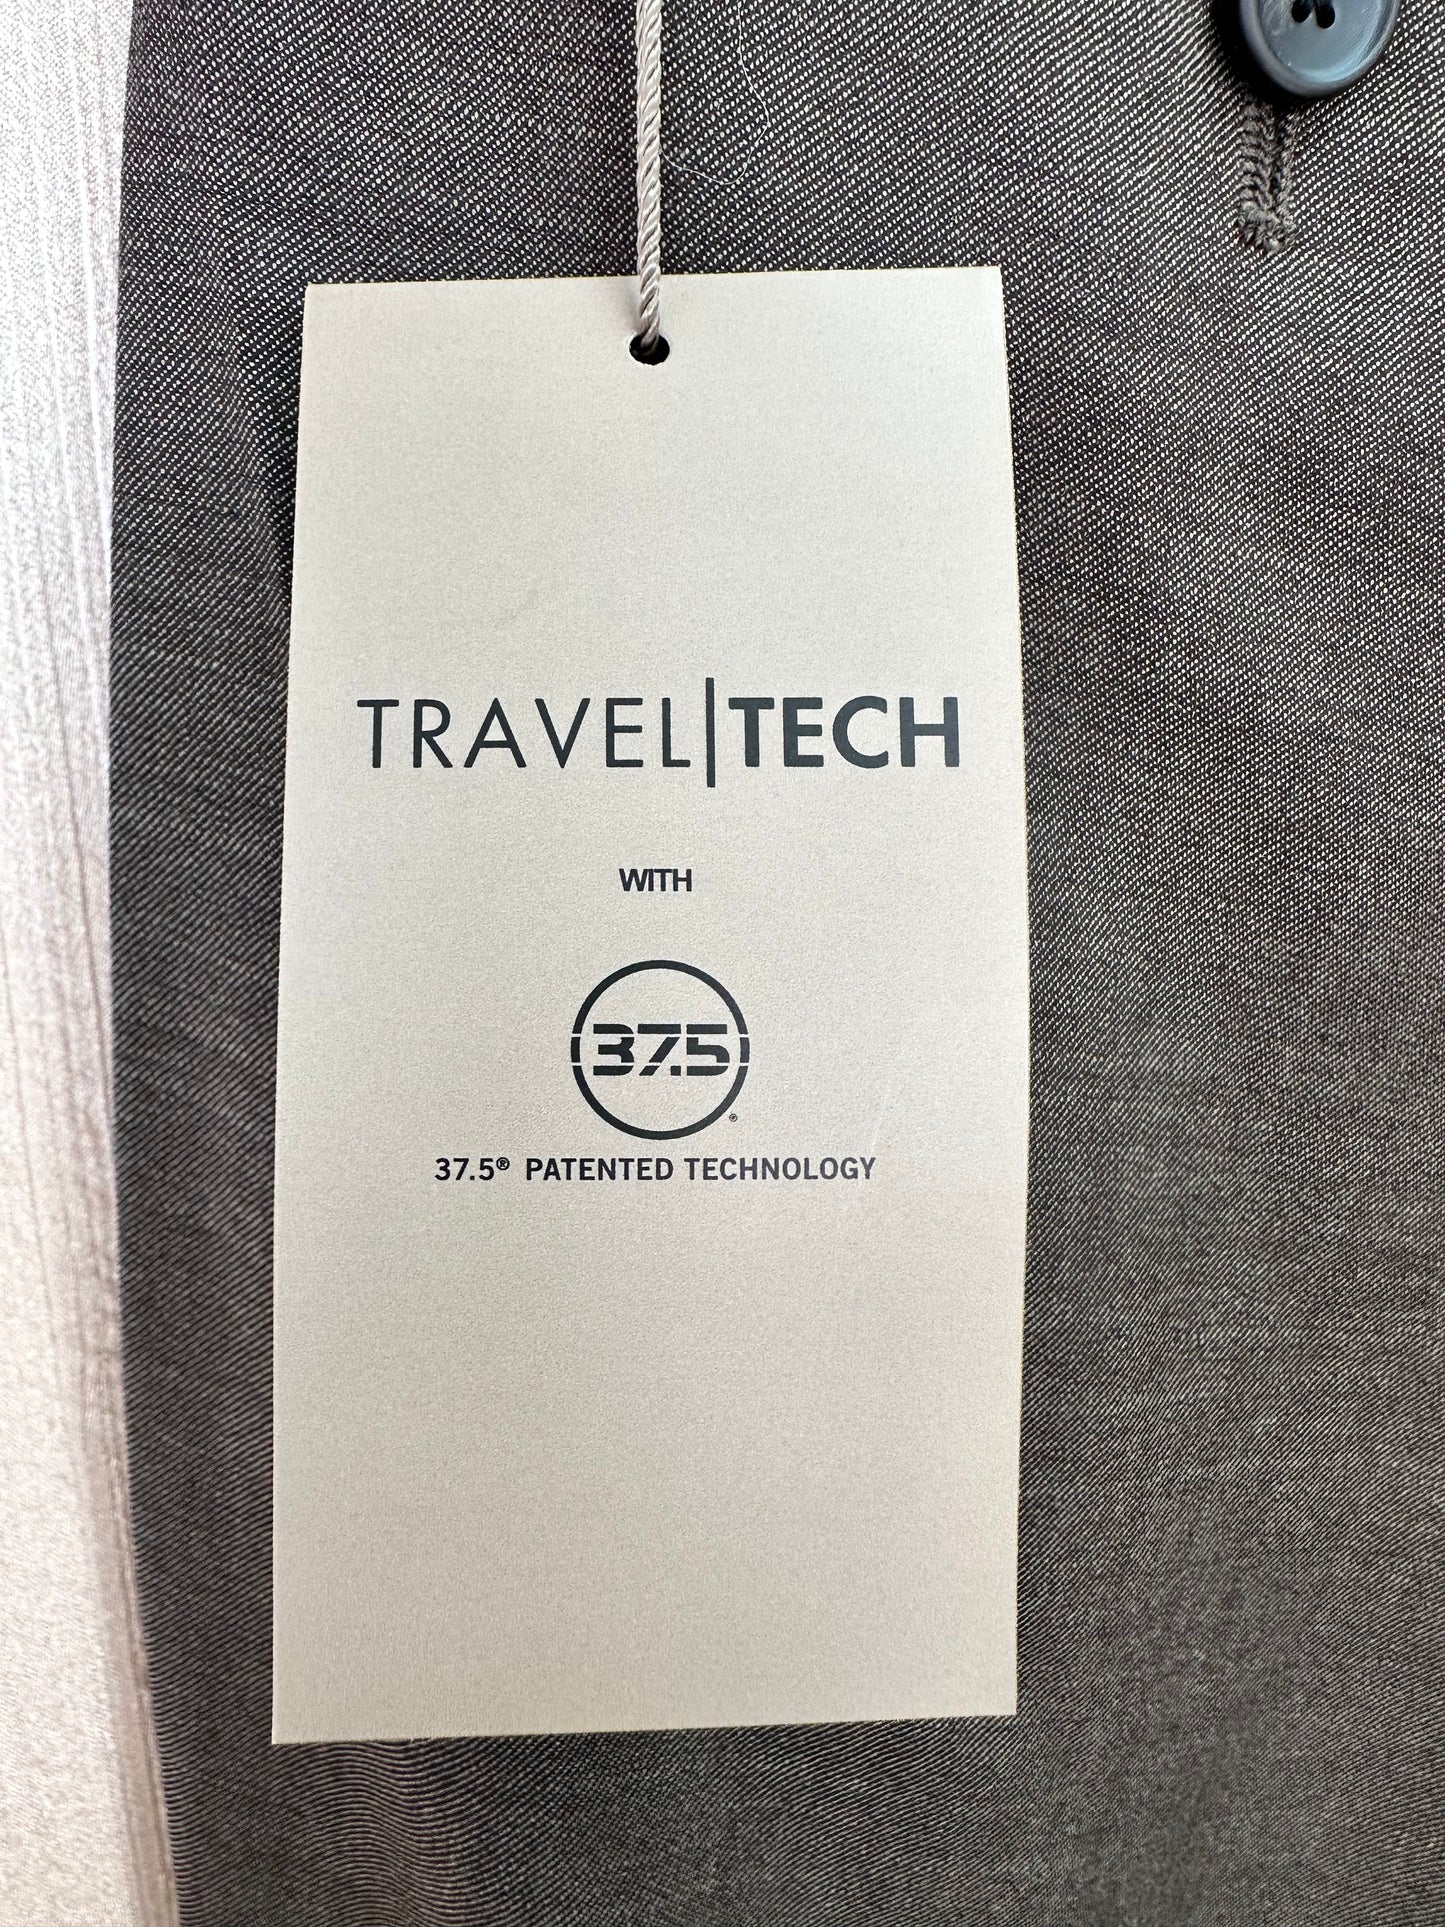 TRAVEL|TECH
WITH
37.5
®
37.5® PATENTED TECHNOLOGY